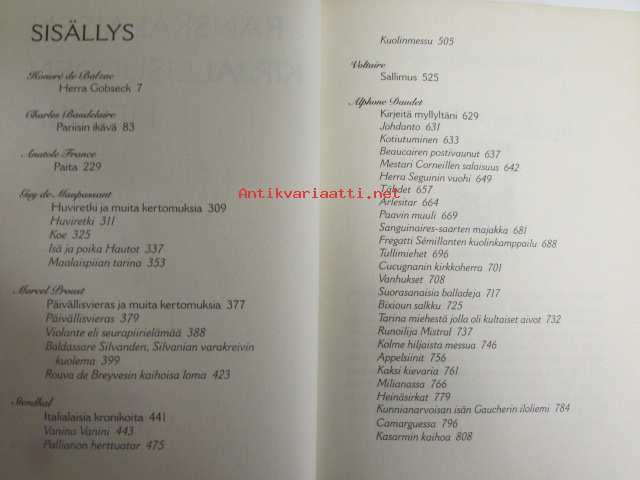 SISÄLLYS
Honoré de Balzac
Herra Gobseck 7
Charles Baudelaire
Pariisin ikävä 83
Anatole France
Paita 229
Guy de Maupassant
Huviretki ja muita kertomuksia 309
Huviretki 311
Koe 325
Isä ja poika Hautot 337
Maalaispiian tarina 353
Marcel Proust
Päivällisvieras ja muita kertomuksia 377
Päivällisvieras 379
Violante eli seurapiirielämää 388
Baldassare Silvanden, Silvanian varakreivin
kuolema 399
Rouva de Breyvesin kaihoisa loma 423
Stendhal
Italialaisia kronikoita 441
Vanina Vanini 443
Pallianon herttuatar 475
Kuolinmessu 505
Voltaire
Sallimus 525
Alphone Daudet
Kirjeitä myllyltäni 629
Johdanto 631
Kotiutuminen 633
Beaucairen postivaunut 637
Mestari Corneillen salaisuus 642
Herra Seguinin vuohi 649
Tähdet 657
Arlesitar 664
Paavin muuli 669
Sanguinaires-saarten majakka 681
Fregatti Sémillanten kuolinkamppailu 688
Tullimiehet 696
Cucugnanin kirkkoherra 701
Vanhukset 708
Suorasanaisia balladeja 717
Bixioun salkku 725
Tarina miehestä jolla oli kultaiset aivot 732
Runoilija Mistral 737
Kolme hiljaista messua 746
Appelsiinit 756
Kaksi kievaria 761
Milianassa 766
Heinäsirkat 779
Kunnianarvoisan isän Gaucherin iloliemi 784
Camarguessa 796
Kasarmin kaihoa 808
Antikvariaatti.net